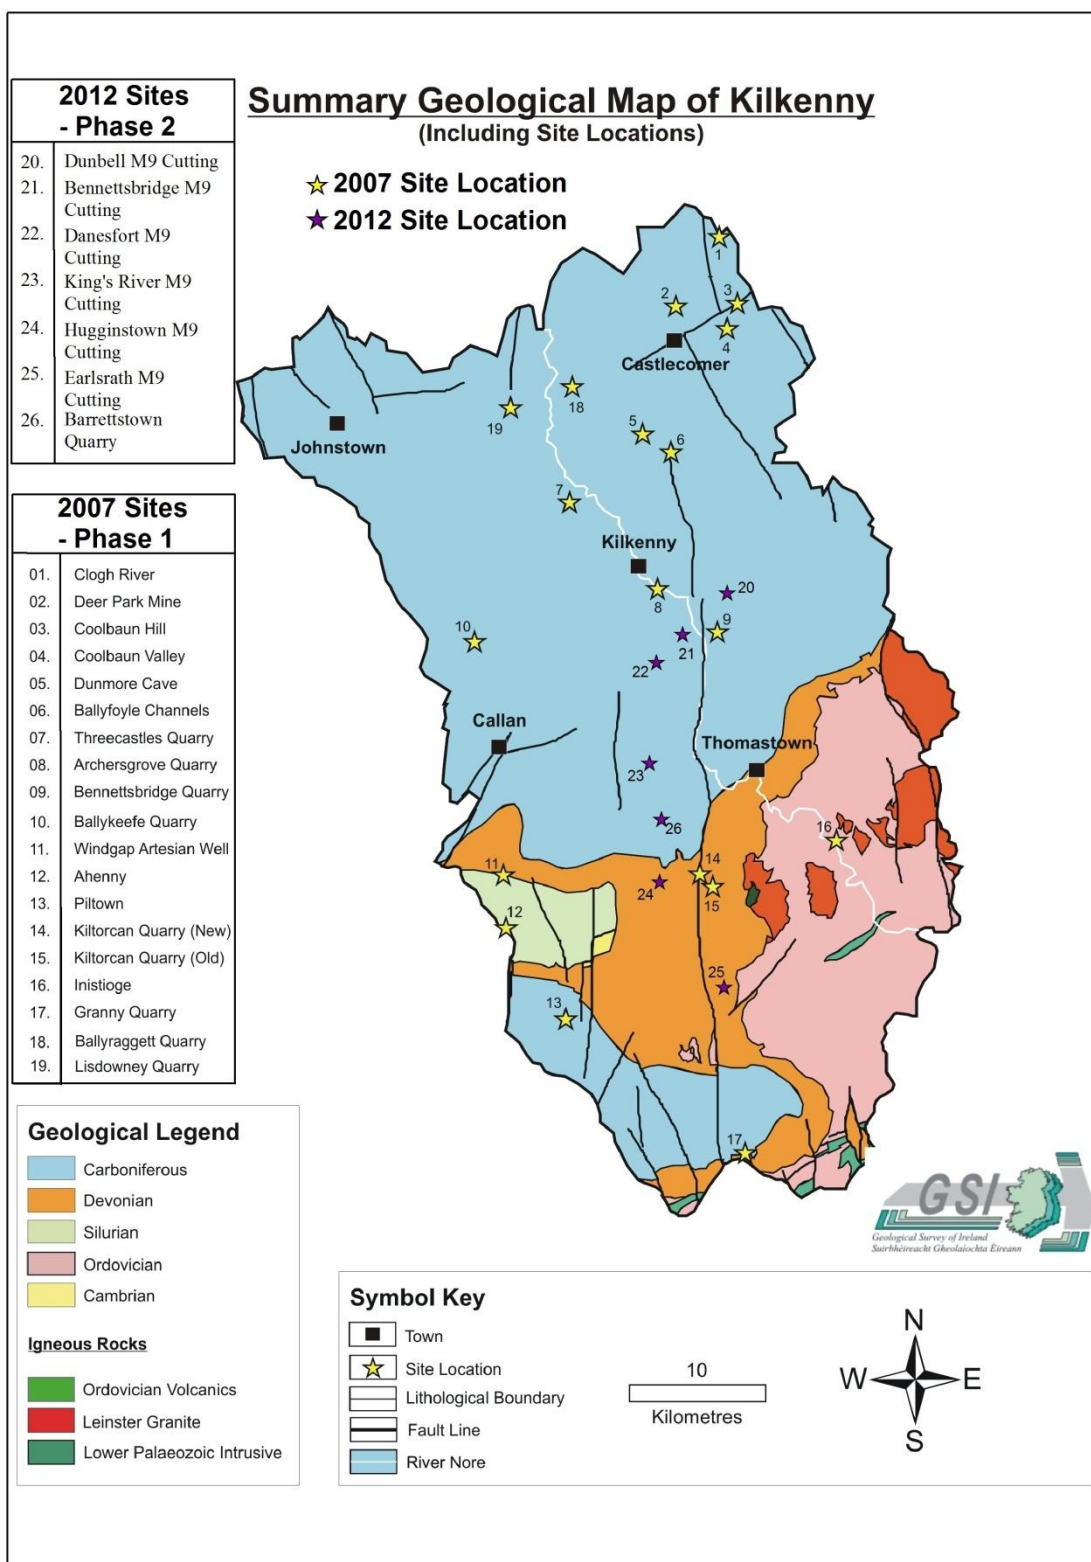 Summary Geological Map of Kilkenny
(Including Site Locations)
2012 Sites
- Phase 2
20. Dunbell M9 Cutting
21. Bennettsbridge M9
Cutting
22. Danesfort M9
Cutting
23. King's River M9
Cutting
24. Hugginstown M9
Cutting
25. Earlsrath M9
Cutting
26. Barrettstown
Quarry
2007 Sites
- Phase 1
01. Clogh River
02. Deer Park Mine
03. Coolbaun Hill
04. Coolbaun Valley
05. Dunmore Cave
06. Ballyfoyle Channels
07. Threecastles Quarry
08. Archersgrove Quarry
09. Bennettsbridge Quarry
10. Ballykeefe Quarry
11. Windgap Artesian Well
12. Ahenny
13. Piltown
14. Kiltorcan Quarry (New)
15. Kiltorcan Quarry (Old)
16. Inistioge
17. Granny Quarry
18. Ballyraggett Quarry
19. Lisdowney Quarry
2007 Site Location
2012 Site Location
1
2
3
4
Castlecomer
18
19
5
6
Johnstown
7
Kilkenny
8
20
9
10
21
22
Callan
Thomastown
23
26
16
14
11
24
15
12
25
13
17
Geological Legend
Carboniferous
Devonian
Silurian
Ordovician
Cambrian
Igneous Rocks
Ordovician Volcanics
Leinster Granite
Lower Palaeozoic Intrusive
GSI
Geological Survey of Ireland
Suirbhéireacht Gheolaíochta Éireann
Symbol Key
Town
Site Location
Lithological Boundary
Fault Line
River Nore
10
Kilometres
N
W E
S